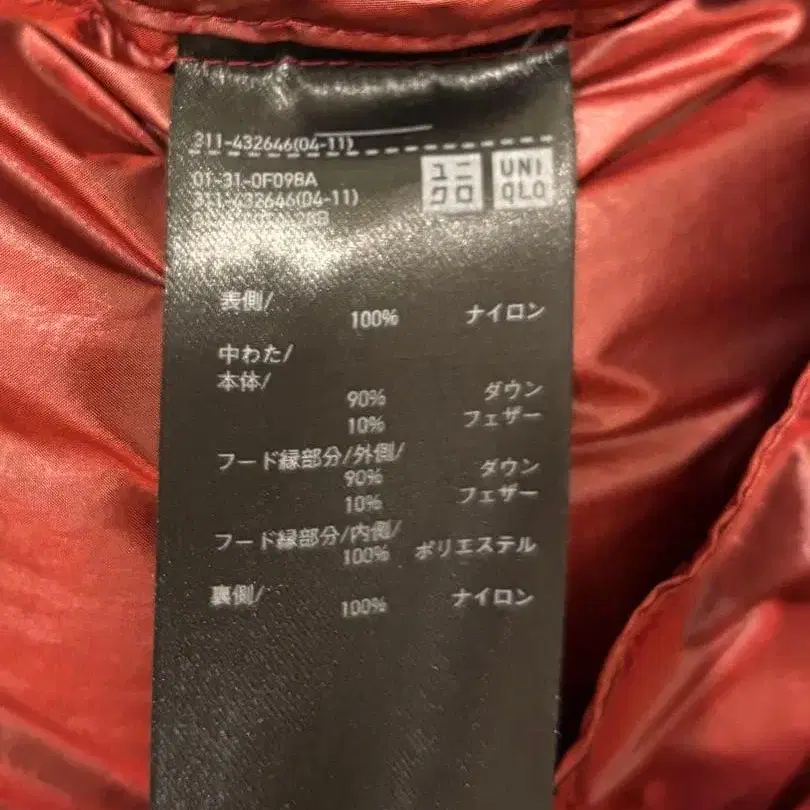 311-432646(04-11)
01-31-0F098A
311-432646(04-11)
ユニクロ
UNIQLO
表側/
100% ナイロン
中わた/
本体/
90% ダウン
10% フェザー
フード縁部分/外側/
90% ダウン
10% フェザー
フード縁部分/内側/
100% ポリエステル
裏側/
100% ナイロン